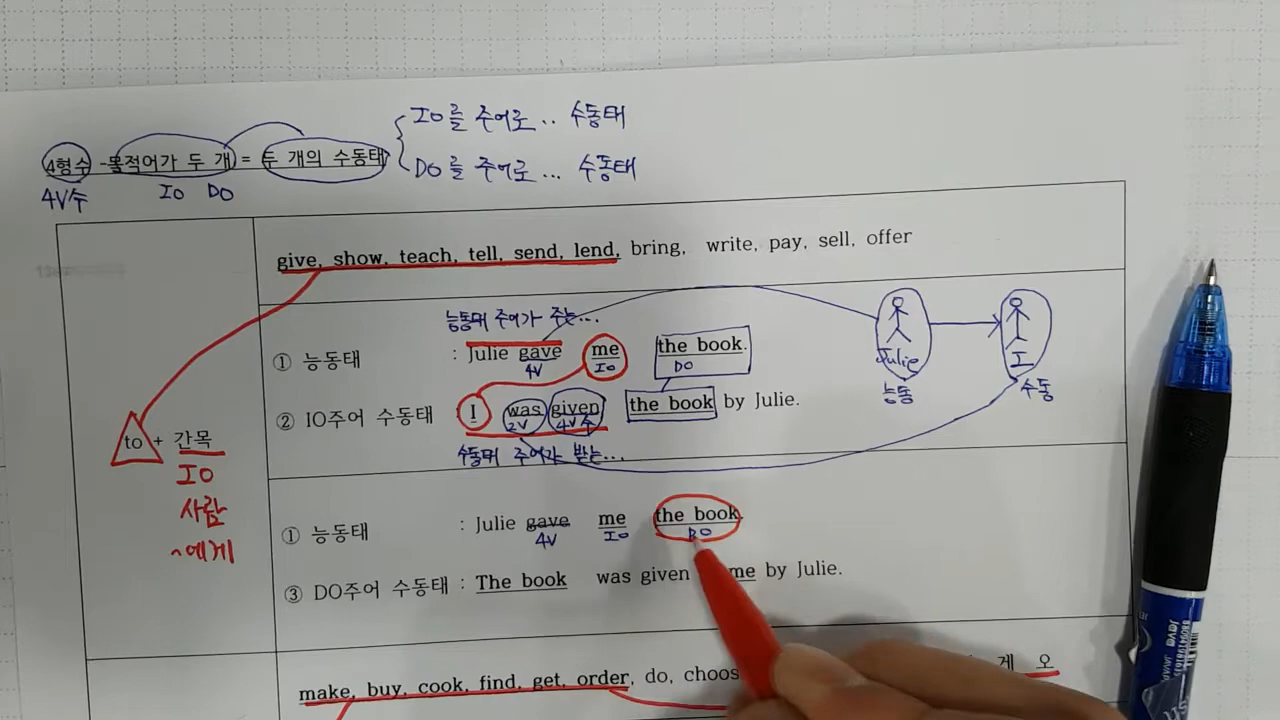 IO를 주어로.. 수동태
4형수 - 목적어가 두 개 = 두 개의 수동태
DO를 주어로... 수동태
4V수 IO DO
give, show, teach, tell, send, lend, bring, write, pay, sell, offer
능동태 주어가 주는...
① 능동태 : Julie gave me the book.
4V IO DO
Julie I
능동 수동
② IO주어 수동태 I was given the book by Julie.
2V 4V수
수동태 주어가 받는...
to + 간목
IO
사람
~에게
① 능동태 : Julie gave me the book.
4V IO DO
③ DO주어 수동태 : The book was given me by Julie.
make, buy, cook, find, get, order, do, choos
게 오